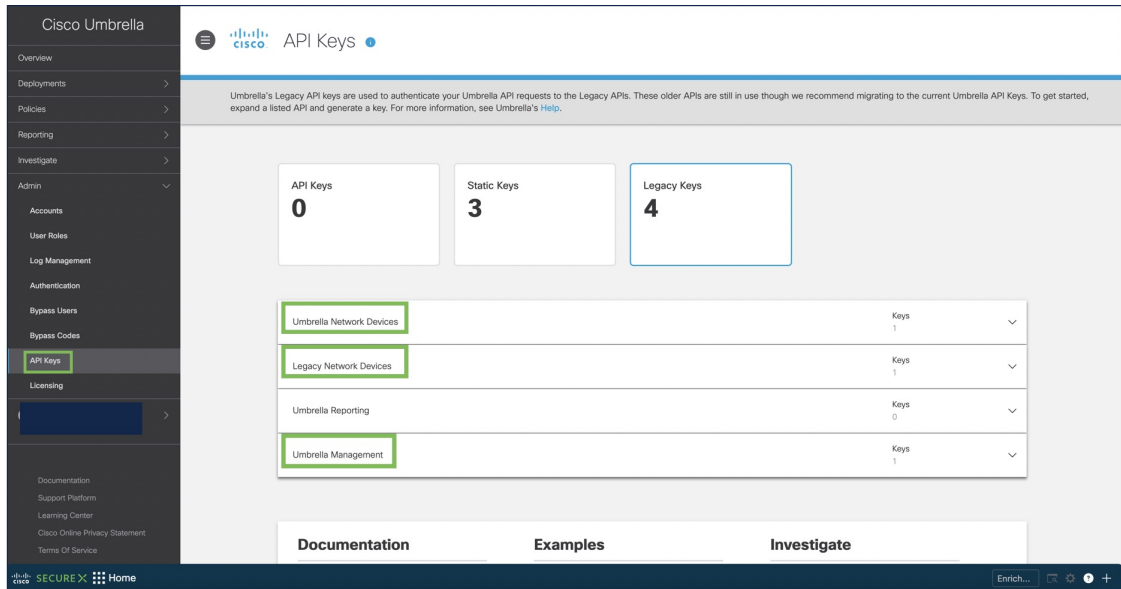 Cisco Umbrella
Overview
Deployments
Policies
Reporting
Investigate
Admin
Accounts
User Roles
Log Management
Authentication
Bypass Users
Bypass Codes
API Keys
Licensing
Documentation
Support Platform
Learning Center
Cisco Online Privacy Statement
Terms Of Service
CISCO API Keys
Umbrella's Legacy API keys are used to authenticate your Umbrella API requests to the Legacy APIs. These older APIs are still in use though we recommend migrating to the current Umbrella API Keys. To get started,
expand a listed API and generate a key. For more information, see Umbrella's Help.
API Keys
0
Static Keys
3
Legacy Keys
4
Umbrella Network Devices
Keys
1
Legacy Network Devices
Keys
1
Umbrella Reporting
Keys
0
Umbrella Management
Keys
1
Documentation
Examples
Investigate
CISCO SECURE X Home
Enrich...